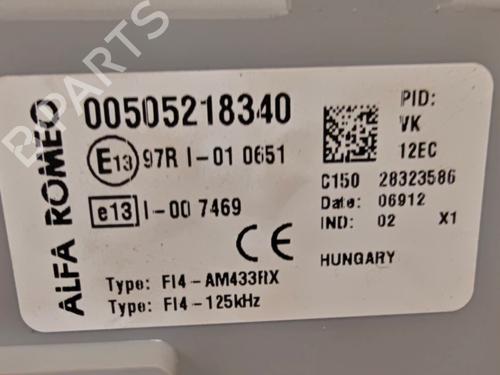 B-PARTS
ALFA ROMEO
00505218340
E13 97R I-01 0651
e13 I-00 7469
CE
Type: FI4-AM433RX
Type: FI4-125kHz
PID:
VK
12EC
C150 28323586
Date: 06912
IND: 02 X1
HUNGARY